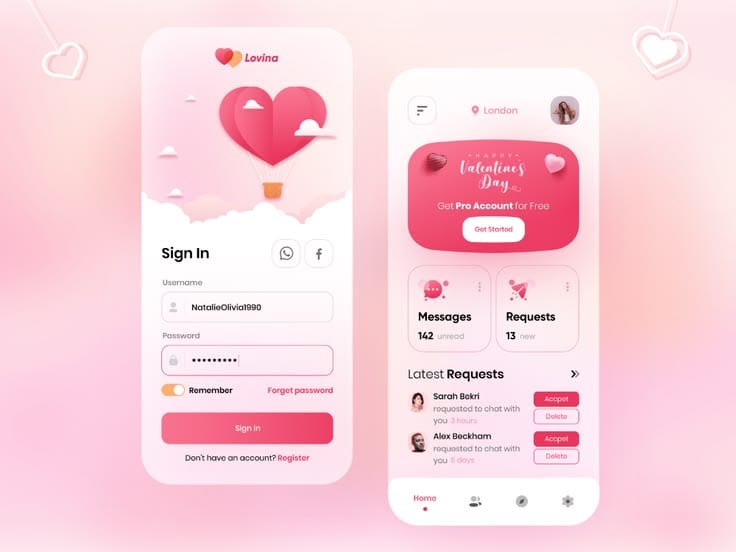 Lovina
Sign In
Username
NatalieOlivia1990
Password
•••••••••
Remember
Forget password
Sign in
Don't have an account? Register
London
HAPPY
Valentine's
Day
Get Pro Account for Free
Get Started
Messages
142 unread
Requests
13 new
Latest Requests
Sarah Bekri
requested to chat with
you 3 hours
Accpet
Delete
Alex Beckham
requested to chat with
you 6 days
Accpet
Delete
Home